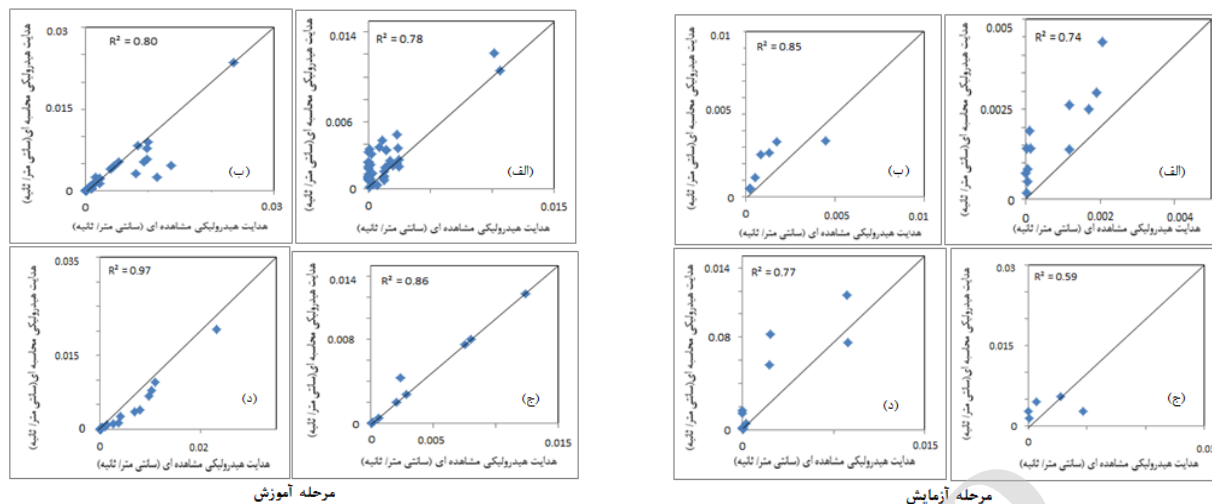 هدایت هیدرولیکی محاسبه ای(سانتی متر/ ثانیه)
0.03
R² = 0.80
0.015
(ب)
0
0 0.03
هدایت هیدرولیکی مشاهده ای (سانتی متر/ ثانیه)
هدایت هیدرولیکی محاسبه ای(سانتی متر/ ثانیه)
0.014
R² = 0.78
0.006
(الف)
0
0 0.015
هدایت هیدرولیکی مشاهده ای (سانتی متر/ ثانیه)
هدایت هیدرولیکی محاسبه ای(سانتی متر/ ثانیه)
0.035
R² = 0.97
0.015
(د)
0
0 0.02
هدایت هیدرولیکی مشاهده ای (سانتی متر/ ثانیه)
هدایت هیدرولیکی محاسبه ای(سانتی متر/ ثانیه)
0.014
R² = 0.86
0.008
(ج)
0
0 0.005 0.015
هدایت هیدرولیکی مشاهده ای (سانتی متر/ ثانیه)
مرحله آموزش
هدایت هیدرولیکی محاسبه ای(سانتی متر/ ثانیه)
0.01
R² = 0.85
0.005
(ب)
0
0 0.005 0.01
هدایت هیدرولیکی مشاهده ای (سانتی متر/ ثانیه)
هدایت هیدرولیکی محاسبه ای(سانتی متر/ ثانیه)
0.005
R² = 0.74
0.0025
(الف)
0
0 0.002 0.004
هدایت هیدرولیکی مشاهده ای (سانتی متر/ ثانیه)
هدایت هیدرولیکی محاسبه ای(سانتی متر/ ثانیه)
0.014
R² = 0.77
0.08
(د)
0
0 0.015
هدایت هیدرولیکی مشاهده ای (سانتی متر/ ثانیه)
هدایت هیدرولیکی محاسبه ای(سانتی متر/ ثانیه)
0.03
R² = 0.59
0.015
(ج)
0
0
هدایت هیدرولیکی مشاهده ای (سانتی متر/ ثانیه)
مرحله آزمایش